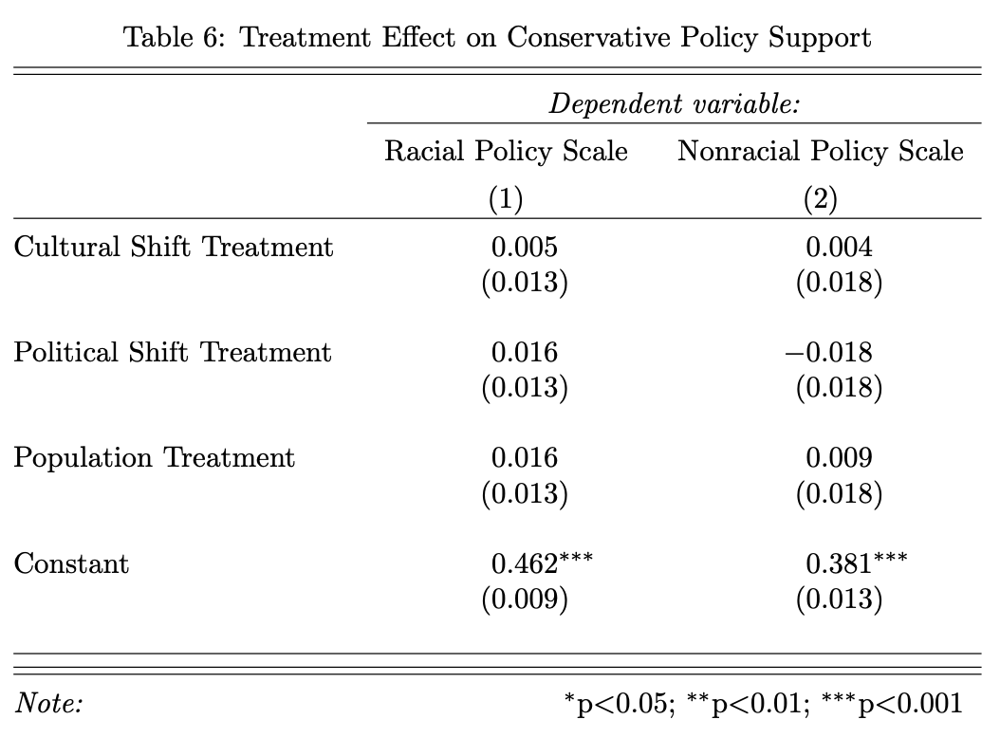 Table 6: Treatment Effect on Conservative Policy Support
Dependent variable:
Racial Policy Scale Nonracial Policy Scale
(1) (2)
Cultural Shift Treatment 0.005 0.004
(0.013) (0.018)
Political Shift Treatment 0.016 −0.018
(0.013) (0.018)
Population Treatment 0.016 0.009
(0.013) (0.018)
Constant 0.462*** 0.381***
(0.009) (0.013)
Note: *p<0.05; **p<0.01; ***p<0.001